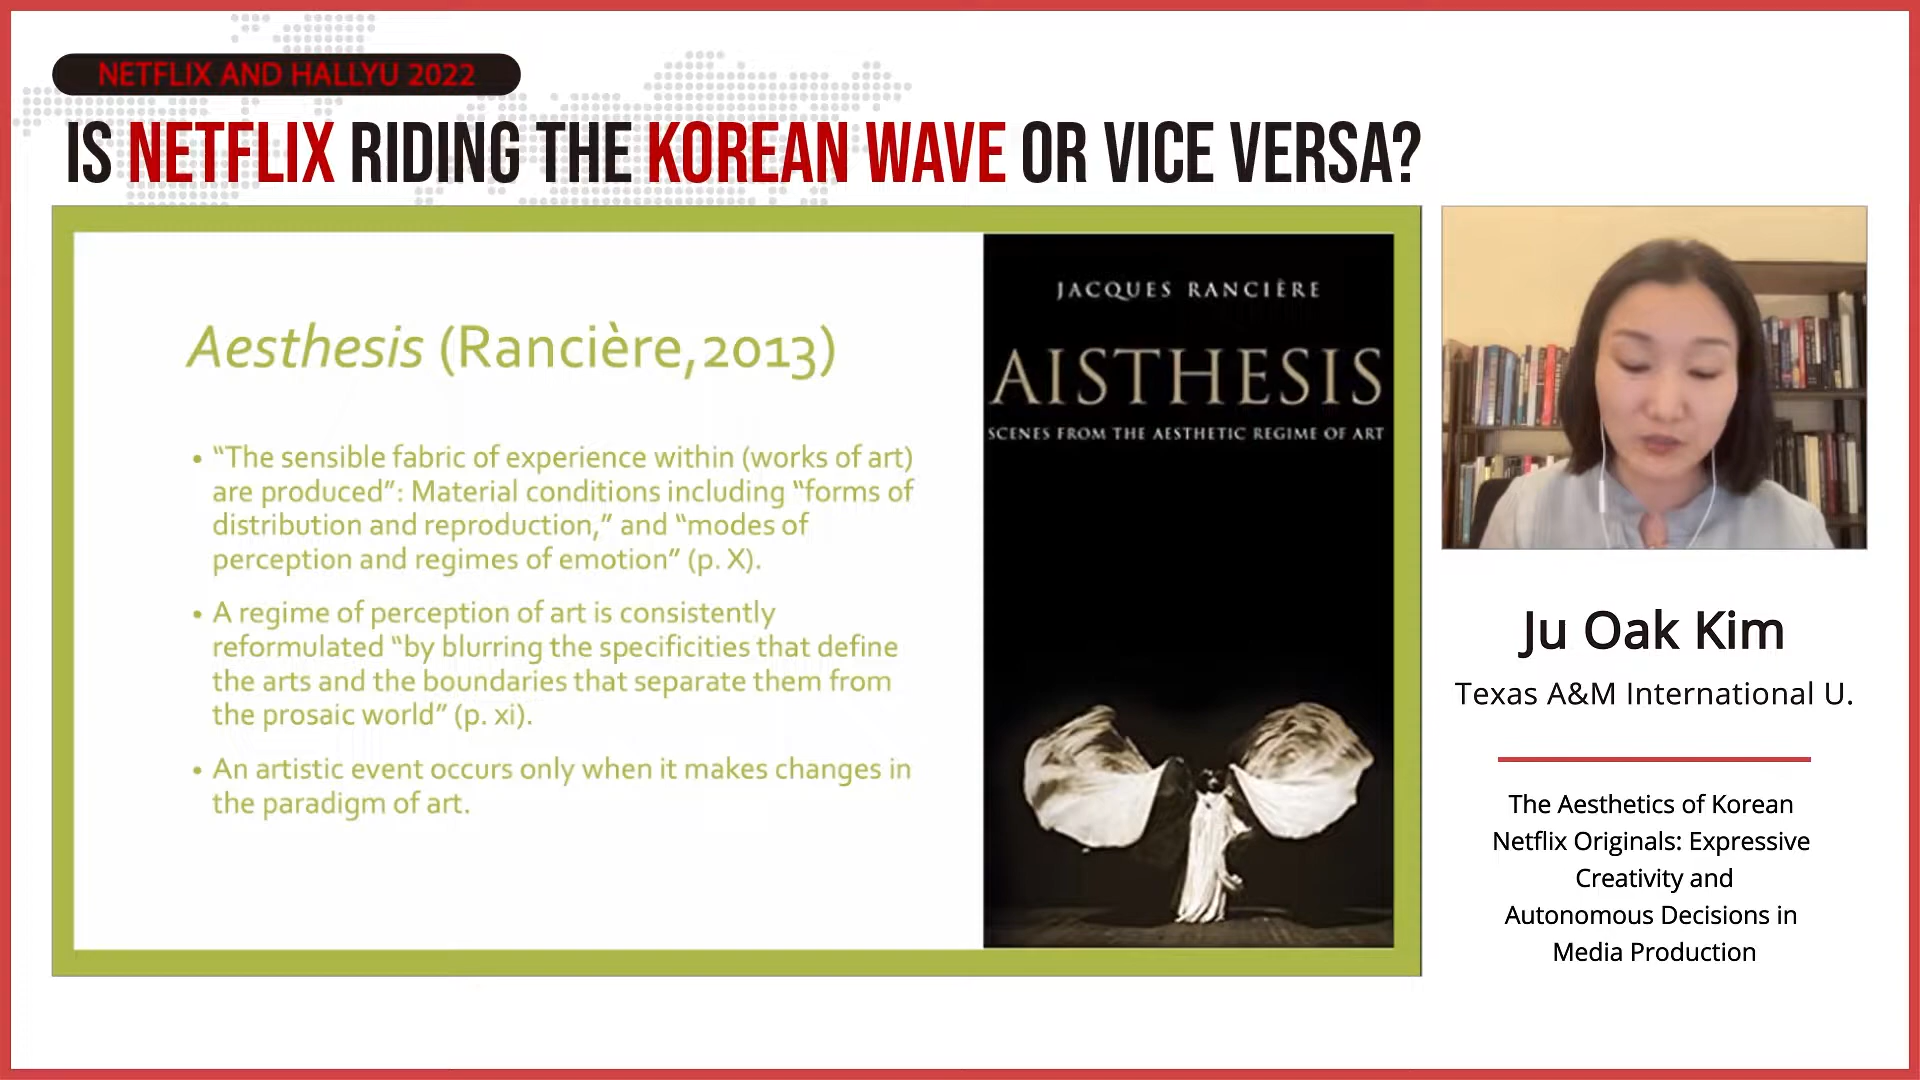 NETFLIX AND HALLYU 2022
IS NETFLIX RIDING THE KOREAN WAVE OR VICE VERSA?
Aesthesis (Rancière,2013)
• “The sensible fabric of experience within (works of art)
are produced”: Material conditions including “forms of
distribution and reproduction,” and “modes of
perception and regimes of emotion” (p. X).
• A regime of perception of art is consistently
reformulated “by blurring the specificities that define
the arts and the boundaries that separate them from
the prosaic world” (p. xi).
• An artistic event occurs only when it makes changes in
the paradigm of art.
JACQUES RANCIÈRE
AISTHESIS
SCENES FROM THE AESTHETIC REGIME OF ART
Ju Oak Kim
Texas A&M International U.
The Aesthetics of Korean
Netflix Originals: Expressive
Creativity and
Autonomous Decisions in
Media Production